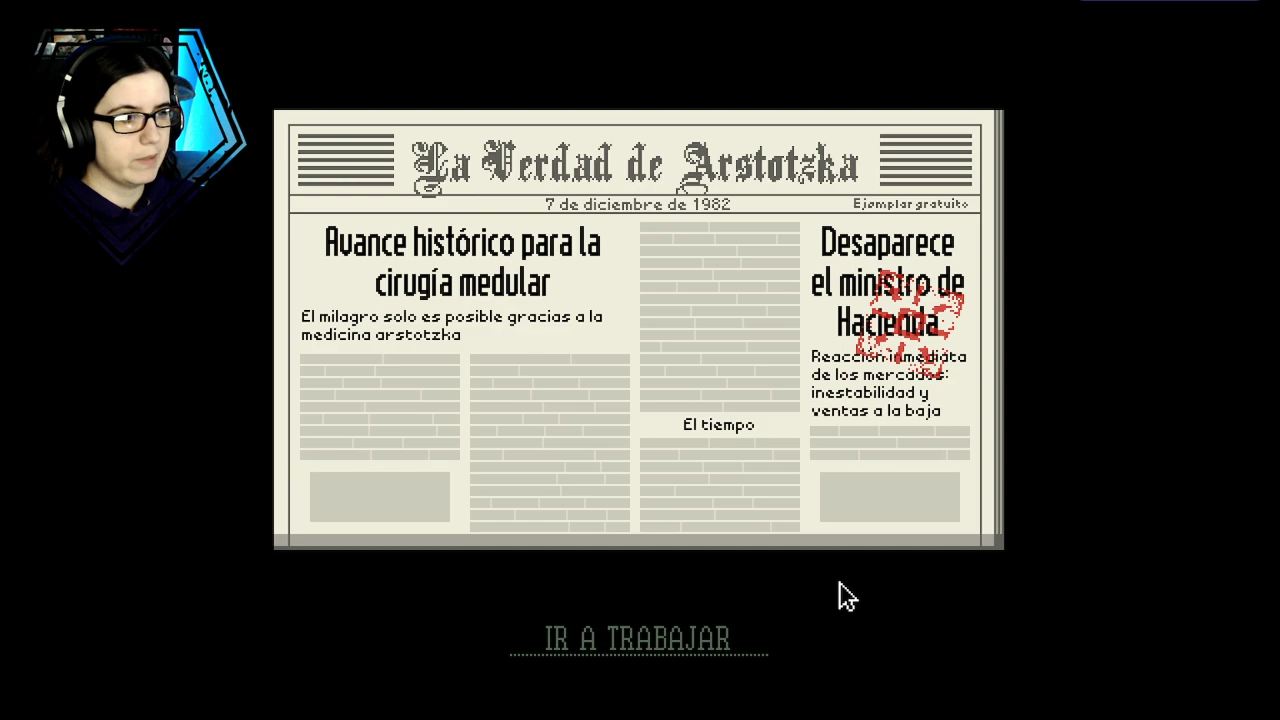 La Verdad de Arstotzka
7 de diciembre de 1982
Ejemplar gratuito
Avance histórico para la
cirugía medular
El milagro solo es posible gracias a la
medicina arstotzka
El tiempo
Desaparece
el ministro de
Hacienda
Reacción inmediata
de los mercados:
inestabilidad y
ventas a la baja
IR A TRABAJAR